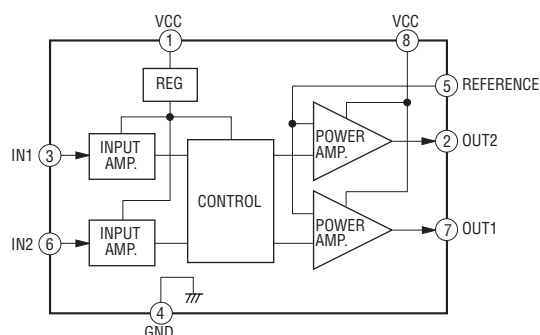 VCC
VCC
1
8
REG
5 REFERENCE
POWER
AMP.
2 OUT2
IN1 3
INPUT
AMP.
CONTROL
POWER
AMP.
7 OUT1
IN2 6
INPUT
AMP.
4
GND